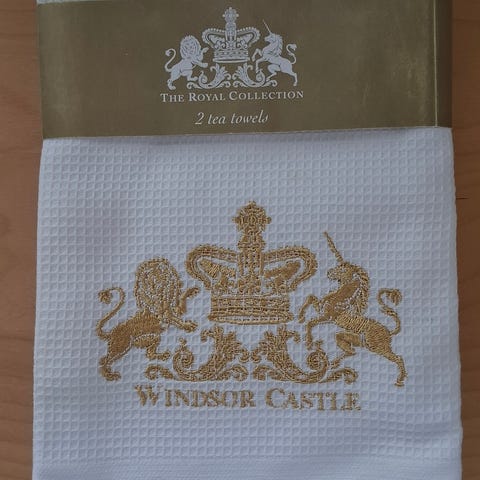 THE ROYAL COLLECTION
2 tea towels
WINDSOR CASTLE